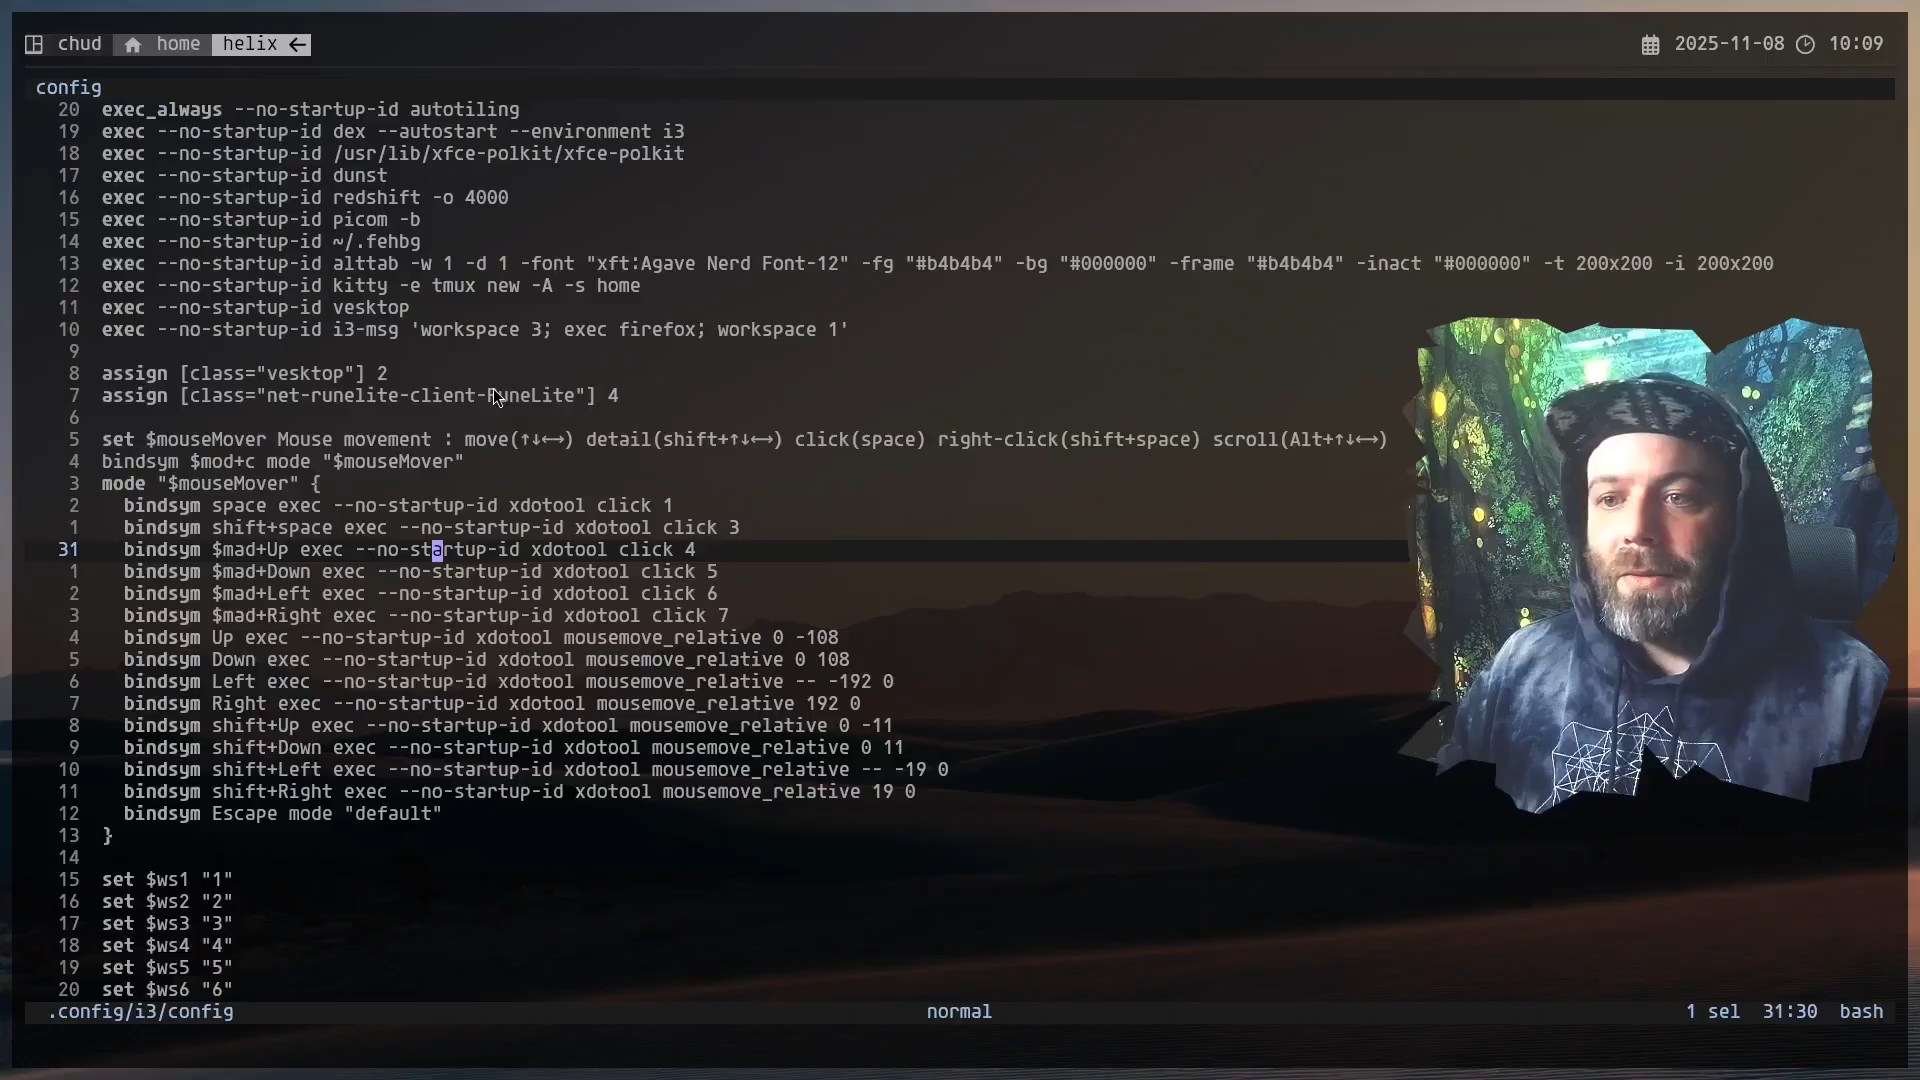 chud home helix ← 2025-11-08 10:09
config
20 exec_always --no-startup-id autotiling
19 exec --no-startup-id dex --autostart --environment i3
18 exec --no-startup-id /usr/lib/xfce-polkit/xfce-polkit
17 exec --no-startup-id dunst
16 exec --no-startup-id redshift -o 4000
15 exec --no-startup-id picom -b
14 exec --no-startup-id ~/.fehbg
13 exec --no-startup-id alttab -w 1 -d 1 -font "xft:Agave Nerd Font-12" -fg "#b4b4b4" -bg "#000000" -frame "#b4b4b4" -inact "#000000" -t 200x200 -i 200x200
12 exec --no-startup-id kitty -e tmux new -A -s home
11 exec --no-startup-id vesktop
10 exec --no-startup-id i3-msg 'workspace 3; exec firefox; workspace 1'
9
8 assign [class="vesktop"] 2
7 assign [class="net-runelite-client-RuneLite"] 4
6
5 set $mouseMover Mouse movement : move(↑↓←→) detail(shift+↑↓←→) click(space) right-click(shift+space) scroll(Alt+↑↓←→)
4 bindsym $mod+c mode "$mouseMover"
3 mode "$mouseMover" {
2 bindsym space exec --no-startup-id xdotool click 1
1 bindsym shift+space exec --no-startup-id xdotool click 3
31 bindsym $mad+Up exec --no-startup-id xdotool click 4
1 bindsym $mad+Down exec --no-startup-id xdotool click 5
2 bindsym $mad+Left exec --no-startup-id xdotool click 6
3 bindsym $mad+Right exec --no-startup-id xdotool click 7
4 bindsym Up exec --no-startup-id xdotool mousemove_relative 0 -108
5 bindsym Down exec --no-startup-id xdotool mousemove_relative 0 108
6 bindsym Left exec --no-startup-id xdotool mousemove_relative -- -192 0
7 bindsym Right exec --no-startup-id xdotool mousemove_relative 192 0
8 bindsym shift+Up exec --no-startup-id xdotool mousemove_relative 0 -11
9 bindsym shift+Down exec --no-startup-id xdotool mousemove_relative 0 11
10 bindsym shift+Left exec --no-startup-id xdotool mousemove_relative -- -19 0
11 bindsym shift+Right exec --no-startup-id xdotool mousemove_relative 19 0
12 bindsym Escape mode "default"
13 }
14
15 set $ws1 "1"
16 set $ws2 "2"
17 set $ws3 "3"
18 set $ws4 "4"
19 set $ws5 "5"
20 set $ws6 "6"
.config/i3/config normal 1 sel 31:30 bash